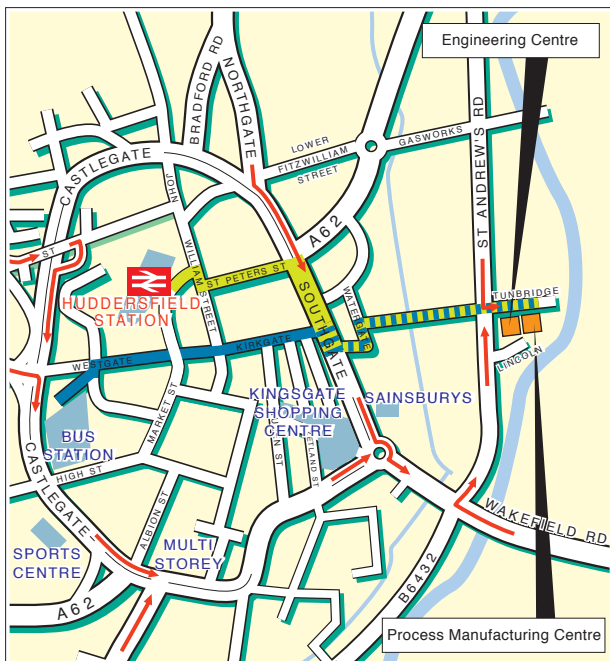 Engineering Centre
BRADFORD RD
NORTHGATE
LOWER
FITZWILLIAM
STREET
GASWORKS
ST ANDREW'S RD
CASTLEGATE
JOHN
WILLIAM STREET
A62
ST
ST PETERS ST
HUDDERSFIELD
STATION
SOUTHGATE
WATERGATE
TUNBRIDGE
LINCOLN
WESTGATE
KIRKGATE
MARKET ST
KINGSGATE
SHOPPING
CENTRE
SAINSBURYS
BUS
STATION
HIGH ST
CASTLEGATE
ALBION ST
MULTI
STOREY
SPORTS
CENTRE
A62
WAKEFIELD RD
B6432
Process Manufacturing Centre